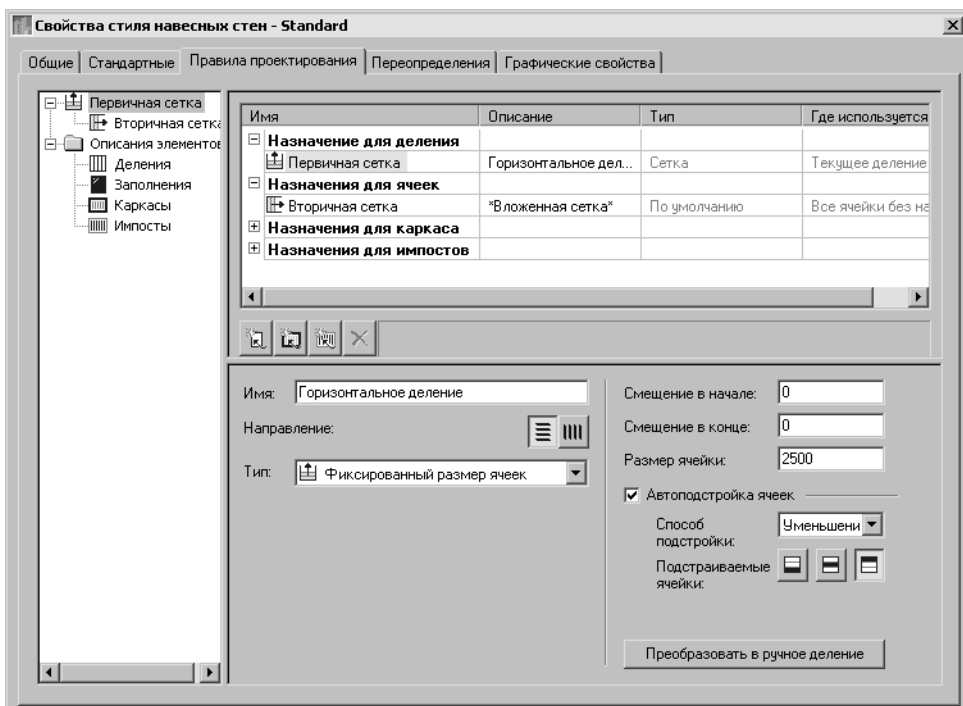 Свойства стиля навесных стен - Standard
Общие Стандартные Правила проектирования Переопределения Графические свойства
Первичная сетка
Вторичная сетка
Описания элементов
Деления
Заполнения
Каркасы
Импосты
Имя Описание Тип Где используется
Назначение для деления
Первичная сетка Горизонтальное дел... Сетка Текущее деление
Назначения для ячеек
Вторичная сетка *Вложенная сетка* По умолчанию Все ячейки без на
Назначения для каркаса
Назначения для импостов
Имя: Горизонтальное деление
Направление:
Тип: Фиксированный размер ячеек
Смещение в начале: 0
Смещение в конце: 0
Размер ячейки: 2500
Автоподстройка ячеек
Способ подстройки: Уменьшени
Подстраиваемые ячейки:
Преобразовать в ручное деление